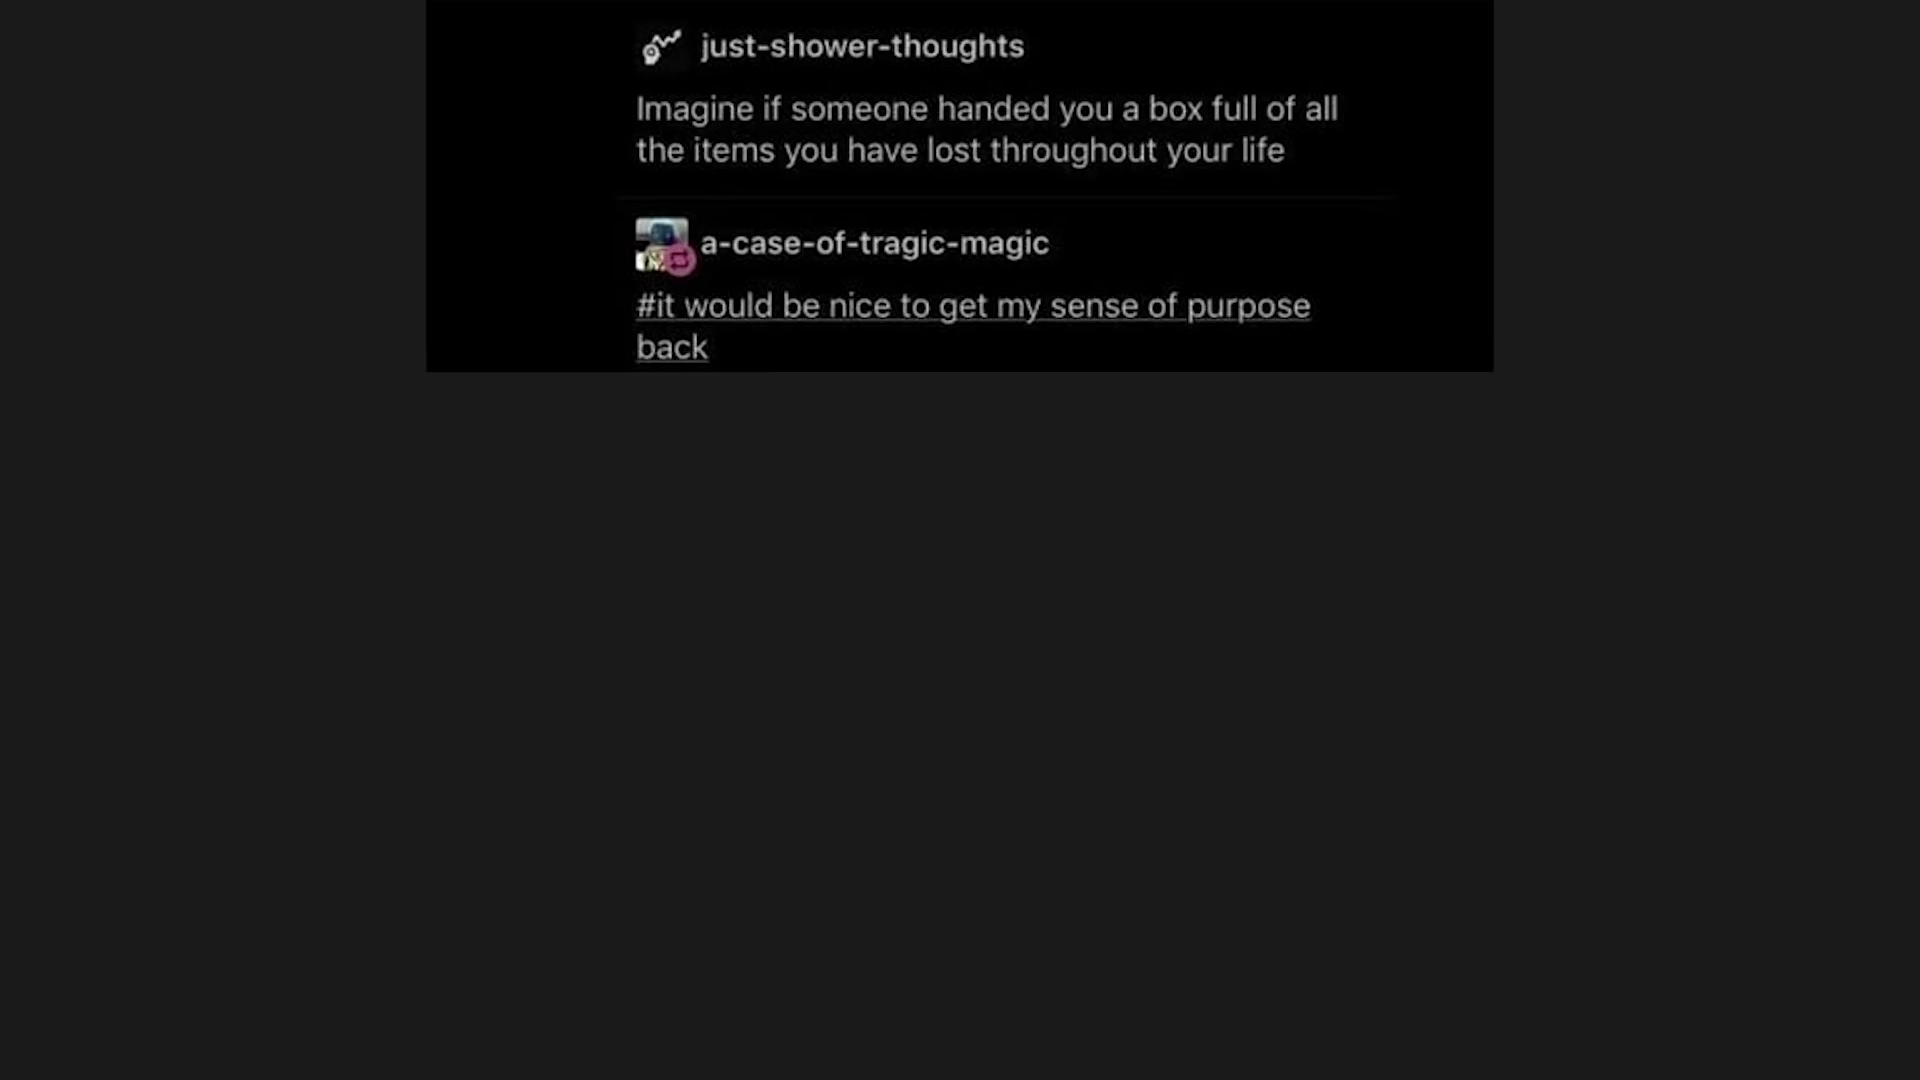 just-shower-thoughts
Imagine if someone handed you a box full of all
the items you have lost throughout your life
a-case-of-tragic-magic
#it would be nice to get my sense of purpose
back